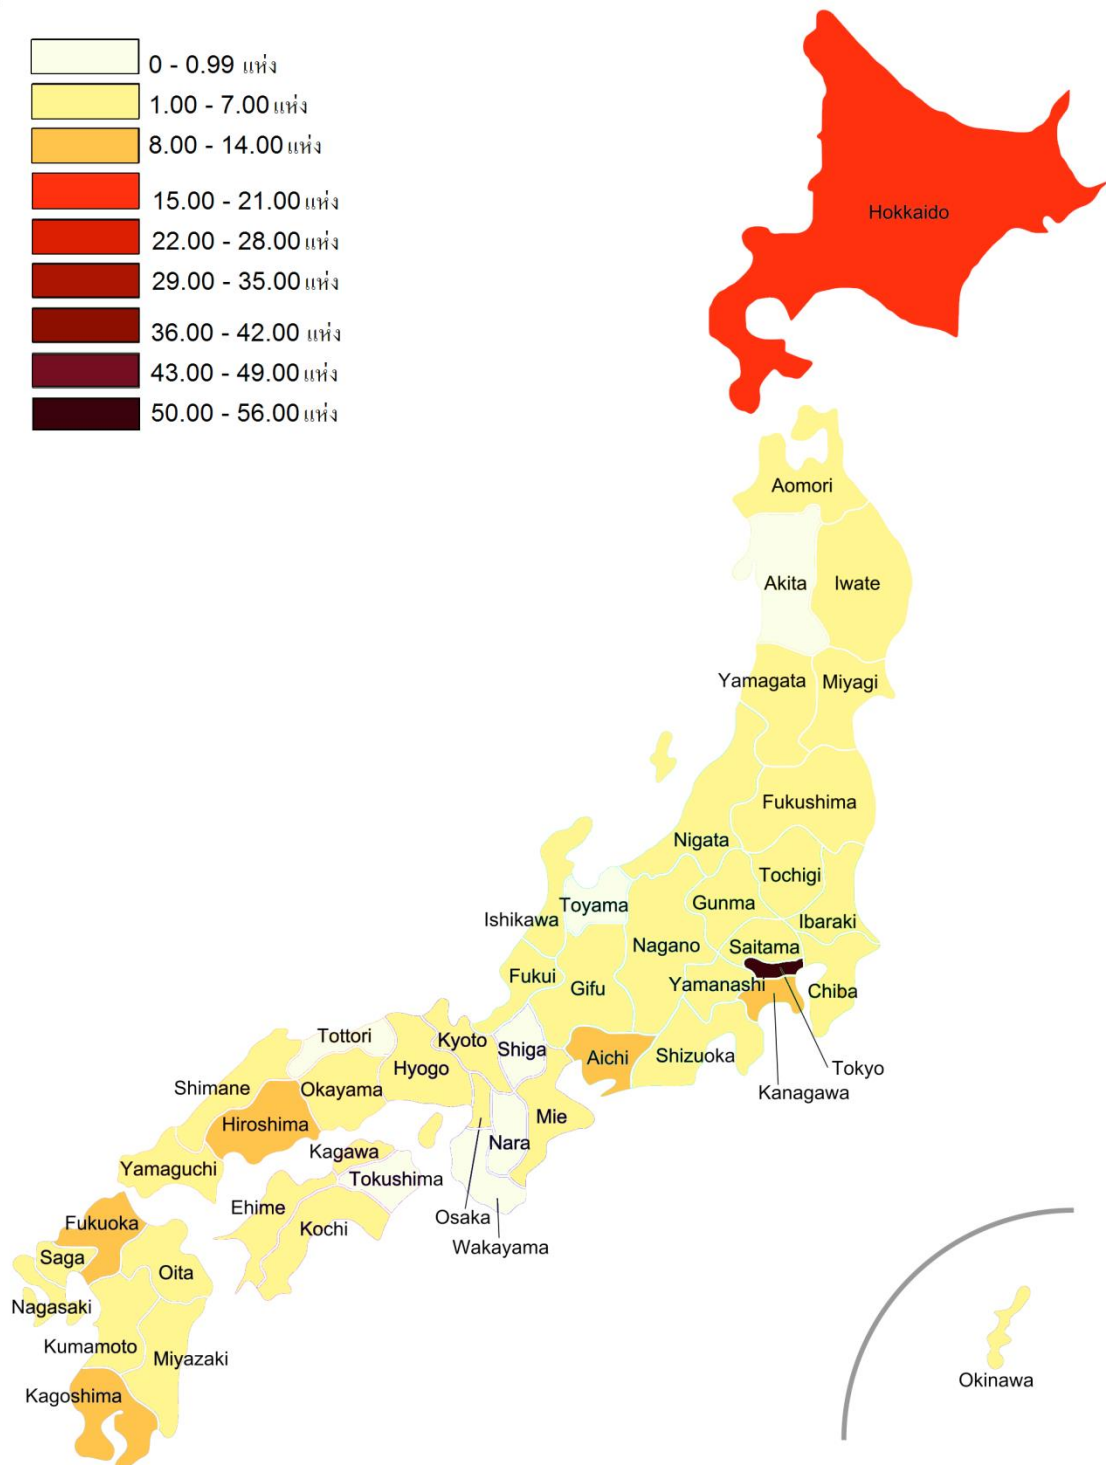 0 - 0.99 แห่ง
1.00 - 7.00 แห่ง
8.00 - 14.00 แห่ง
15.00 - 21.00 แห่ง
22.00 - 28.00 แห่ง
29.00 - 35.00 แห่ง
36.00 - 42.00 แห่ง
43.00 - 49.00 แห่ง
50.00 - 56.00 แห่ง
Hokkaido
Aomori
Akita
Iwate
Yamagata
Miyagi
Fukushima
Nigata
Tochigi
Gunma
Toyama
Ishikawa
Ibaraki
Nagano
Saitama
Fukui
Gifu
Yamanashi
Chiba
Tottori
Kyoto
Shiga
Hyogo
Aichi
Shizuoka
Tokyo
Shimane
Okayama
Kanagawa
Hiroshima
Mie
Nara
Kagawa
Yamaguchi
Tokushima
Ehime
Osaka
Fukuoka
Kochi
Wakayama
Saga
Oita
Nagasaki
Kumamoto
Miyazaki
Okinawa
Kagoshima